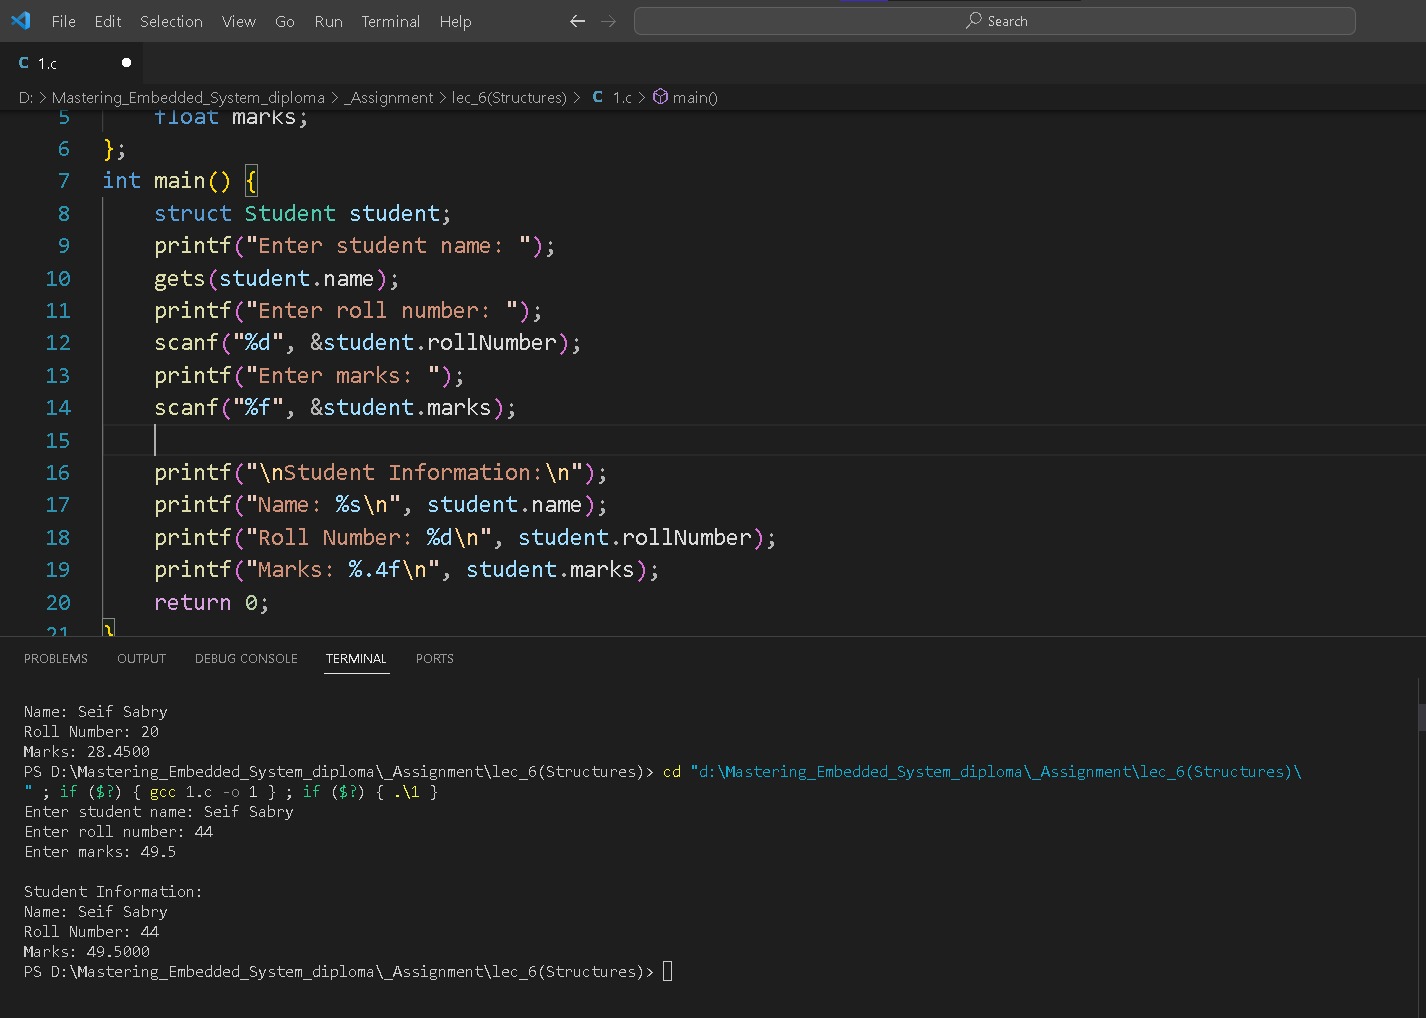 File Edit Selection View Go Run Terminal Help Search
C 1.c
D: > Mastering_Embedded_System_diploma > _Assignment > lec_6(Structures) > C 1.c > main()
5 float marks;
6 };
7 int main() {
8 struct Student student;
9 printf("Enter student name: ");
10 gets(student.name);
11 printf("Enter roll number: ");
12 scanf("%d", &student.rollNumber);
13 printf("Enter marks: ");
14 scanf("%f", &student.marks);
15
16 printf("\nStudent Information:\n");
17 printf("Name: %s\n", student.name);
18 printf("Roll Number: %d\n", student.rollNumber);
19 printf("Marks: %.4f\n", student.marks);
20 return 0;
21 }
PROBLEMS OUTPUT DEBUG CONSOLE TERMINAL PORTS
Name: Seif Sabry
Roll Number: 20
Marks: 28.4500
PS D:\Mastering_Embedded_System_diploma\_Assignment\lec_6(Structures)> cd "d:\Mastering_Embedded_System_diploma\_Assignment\lec_6(Structures)\
" ; if ($?) { gcc 1.c -o 1 } ; if ($?) { .\1 }
Enter student name: Seif Sabry
Enter roll number: 44
Enter marks: 49.5
Student Information:
Name: Seif Sabry
Roll Number: 44
Marks: 49.5000
PS D:\Mastering_Embedded_System_diploma\_Assignment\lec_6(Structures)>